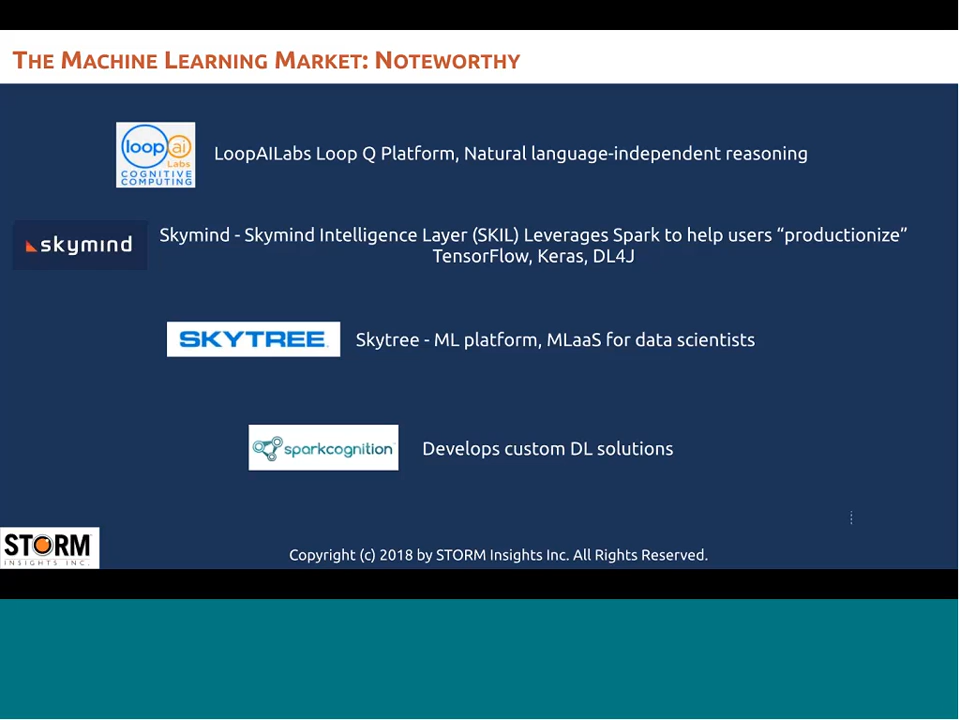 THE MACHINE LEARNING MARKET: NOTEWORTHY
loop ai
Labs
COGNITIVE
COMPUTING
LoopAILabs Loop Q Platform, Natural language-independent reasoning
skymind
Skymind - Skymind Intelligence Layer (SKIL) Leverages Spark to help users “productionize”
TensorFlow, Keras, DL4J
SKYTREE
Skytree - ML platform, MLaaS for data scientists
sparkcognition
Develops custom DL solutions
STORM
INSIGHTS INC.
Copyright (c) 2018 by STORM Insights Inc. All Rights Reserved.